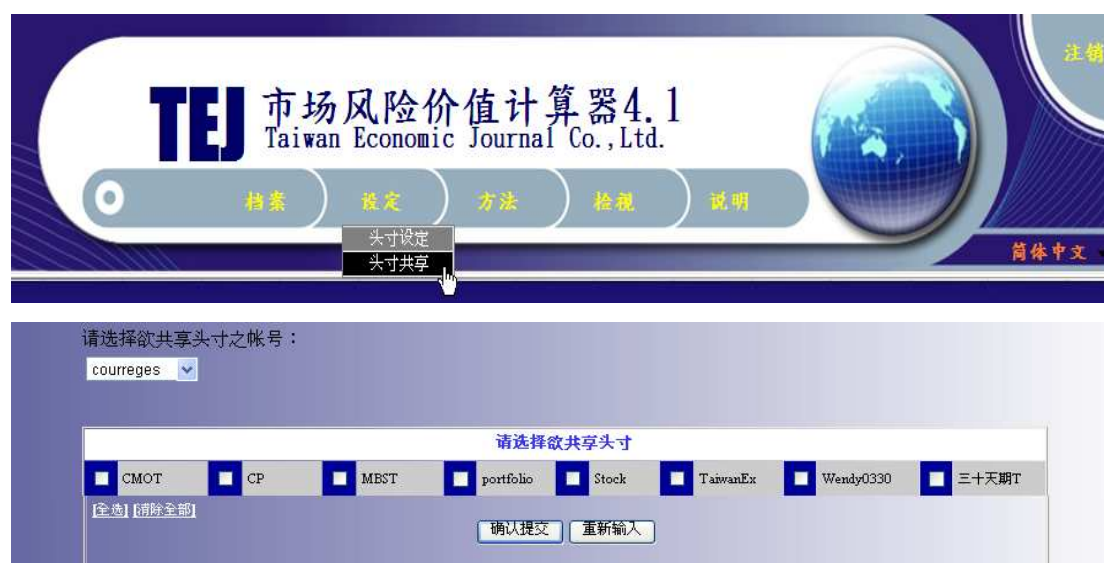 注销
TEJ 市场风险价值计算器4.1
Taiwan Economic Journal Co.,Ltd.
档案 设定 方法 检视 说明
头寸设定
头寸共享
简体中文
请选择欲共享头寸之帐号：
courreges
请选择欲共享头寸
CMOT CP MBST portfolio Stock TaiwanEx Wendy0330 三十天期T
[全选] [清除全部]
确认提交 重新输入